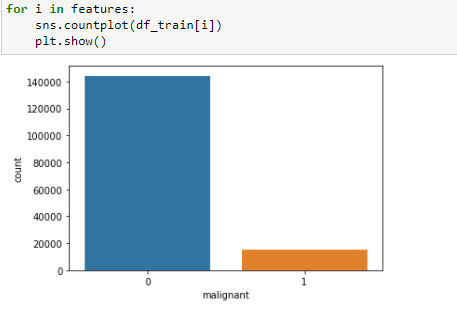 for i in features:
    sns.countplot(df_train[i])
    plt.show()
140000
120000
100000
80000
60000
40000
20000
0
count
0 1
malignant